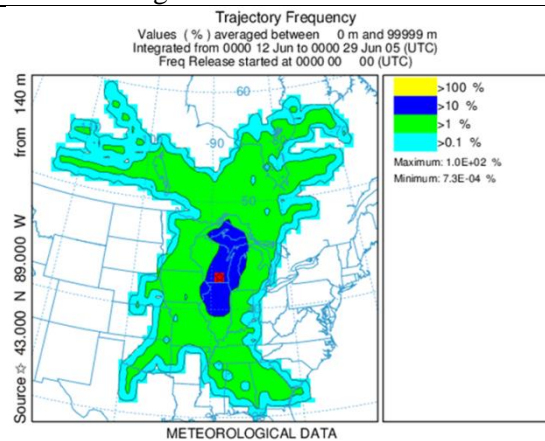 Trajectory Frequency
Values ( % ) averaged between 0 m and 99999 m
Integrated from 0000 12 Jun to 0000 29 Jun 05 (UTC)
Freq Release started at 0000 00 00 (UTC)
Source ☆ 43.000 N 89.000 W from 140 m
60
-90
50
>100 %
>10 %
>1 %
>0.1 %
Maximum: 1.0E+02 %
Minimum: 7.3E-04 %
40
METEOROLOGICAL DATA